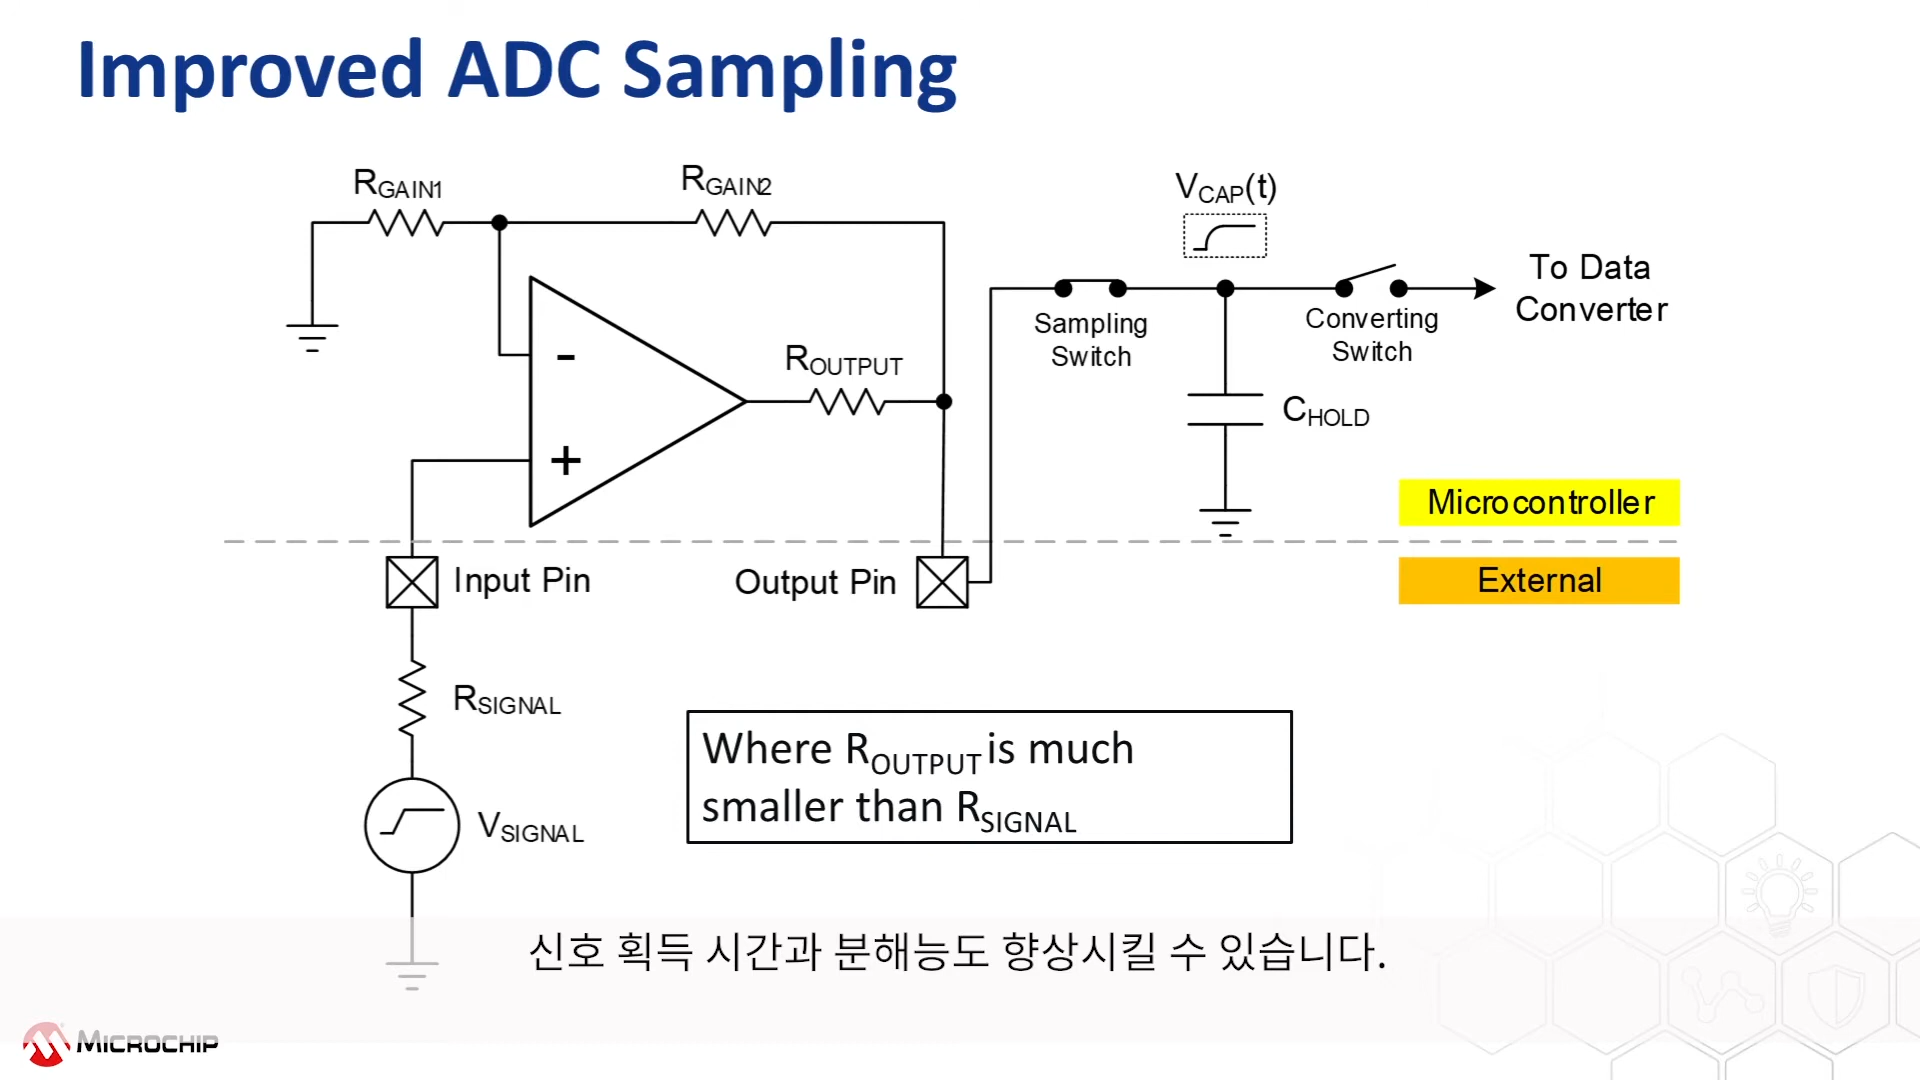 Improved ADC Sampling
RGAIN1
RGAIN2
VCAP(t)
To Data
Converter
Sampling
Switch
Converting
Switch
-
ROUTPUT
CHOLD
+
Microcontroller
Input Pin
Output Pin
External
RSIGNAL
Where ROUTPUT is much
smaller than RSIGNAL
VSIGNAL
신호 획득 시간과 분해능도 향상시킬 수 있습니다.
MICROCHIP